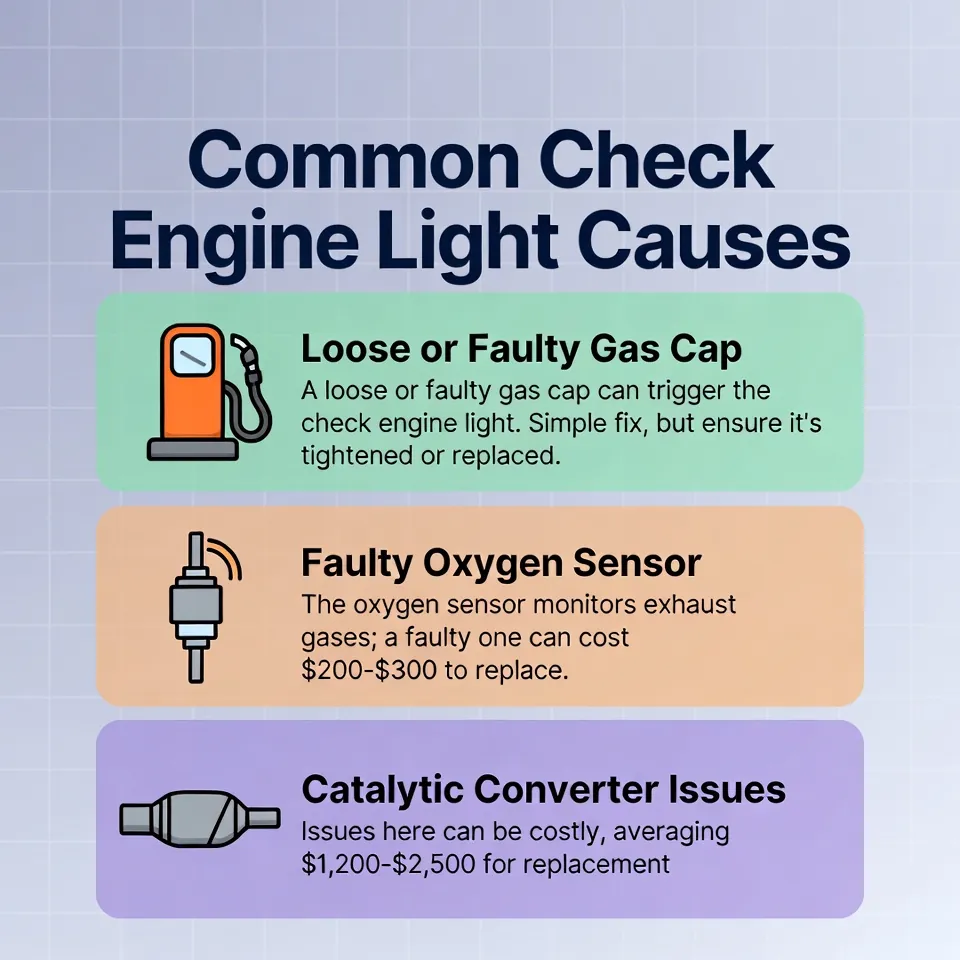 Common Check
Engine Light Causes
Loose or Faulty Gas Cap
A loose or faulty gas cap can trigger the
check engine light. Simple fix, but ensure it's
tightened or replaced.
Faulty Oxygen Sensor
The oxygen sensor monitors exhaust
gases; a faulty one can cost
$200-$300 to replace.
Catalytic Converter Issues
Issues here can be costly, averaging
$1,200-$2,500 for replacement